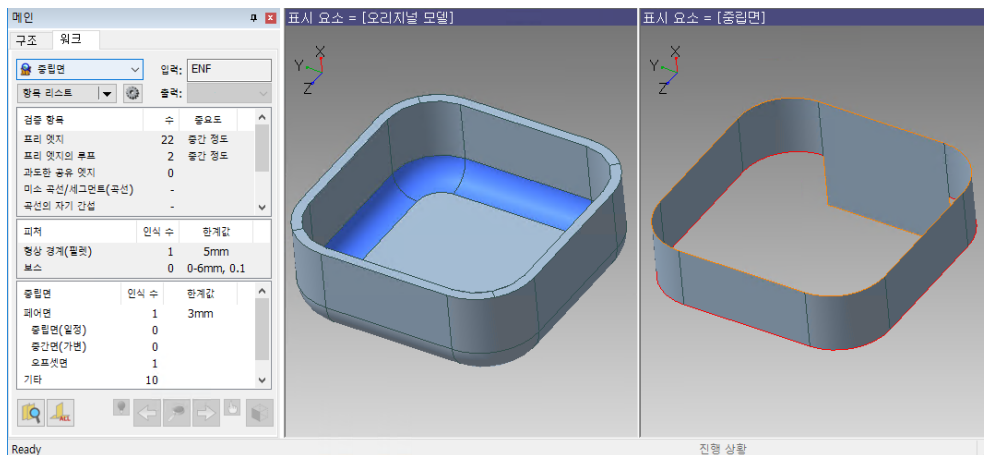 메인
표시 요소 = [오리지널 모델]
표시 요소 = [중립면]
구조 워크
중립면 입력: ENF
항목 리스트 출력:
검증 항목 수 중요도
프리 엣지 22 중간 정도
프리 엣지의 루프 2 중간 정도
과도한 공유 엣지 0
미소 곡선/세그먼트(곡선) -
곡선의 자기 간섭 -
피처 인식 수 한계값
형상 경계(필렛) 1 5mm
보스 0 0-6mm, 0.1
중립면 인식 수 한계값
페어면 1 3mm
중립면(일정) 0
중간면(가변) 0
오프셋면 1
기타 10
ALL
X
Y
Z
X
Y
Z
Ready
진행 상황